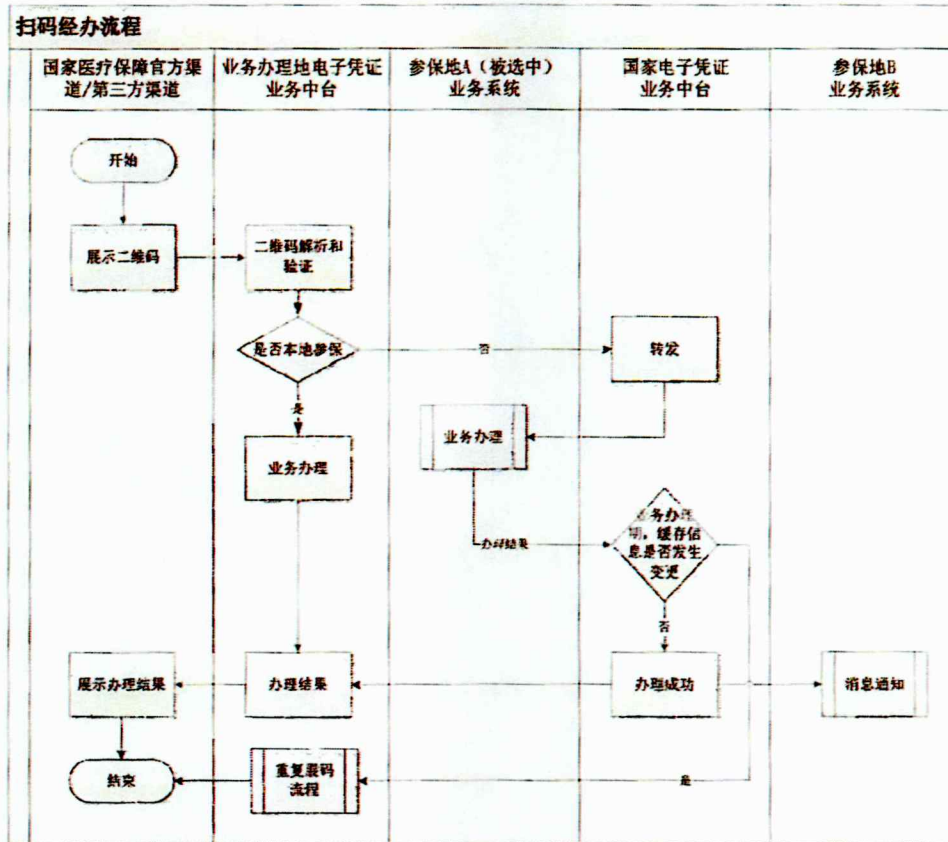 扫码经办流程
国家医疗保障官方渠
道/第三方渠道
业务办理地电子凭证
业务中台
参保地A（被选中）
业务系统
国家电子凭证
业务中台
参保地B
业务系统
开始
展示二维码
二维码解析和
验证
是否本地参保
否
转发
是
业务办理
业务办理
业务办理
期，缓存信
息是否发生
变更
办理结果
否
展示办理结果
办理结果
办理成功
消息通知
结束
重复展码
流程
是